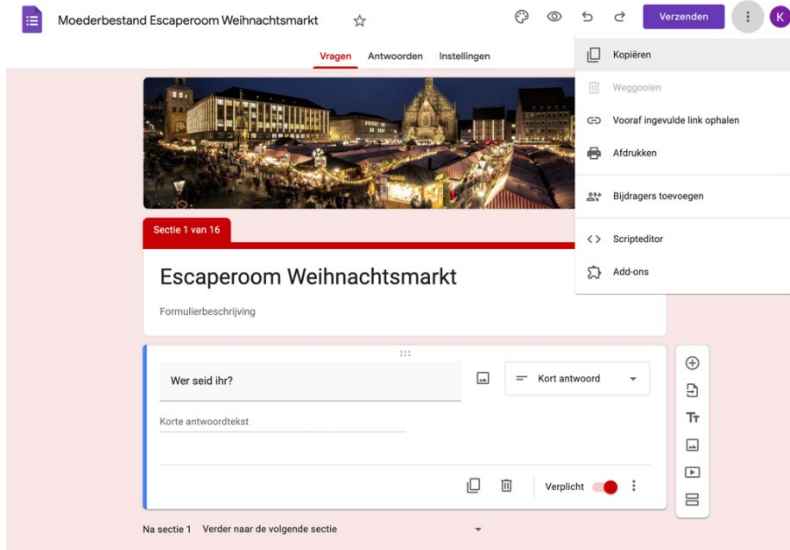 Moederbestand Escaperoom Weihnachtsmarkt
Verzenden
K
Vragen Antwoorden Instellingen
Kopiëren
Weggooien
Vooraf ingevulde link ophalen
Afdrukken
Bijdragers toevoegen
Scripteditor
Add-ons
Sectie 1 van 16
Escaperoom Weihnachtsmarkt
Formulierbeschrijving
Wer seid ihr?
Kort antwoord
Korte antwoordtekst
Tт
Verplicht
Na sectie 1 Verder naar de volgende sectie